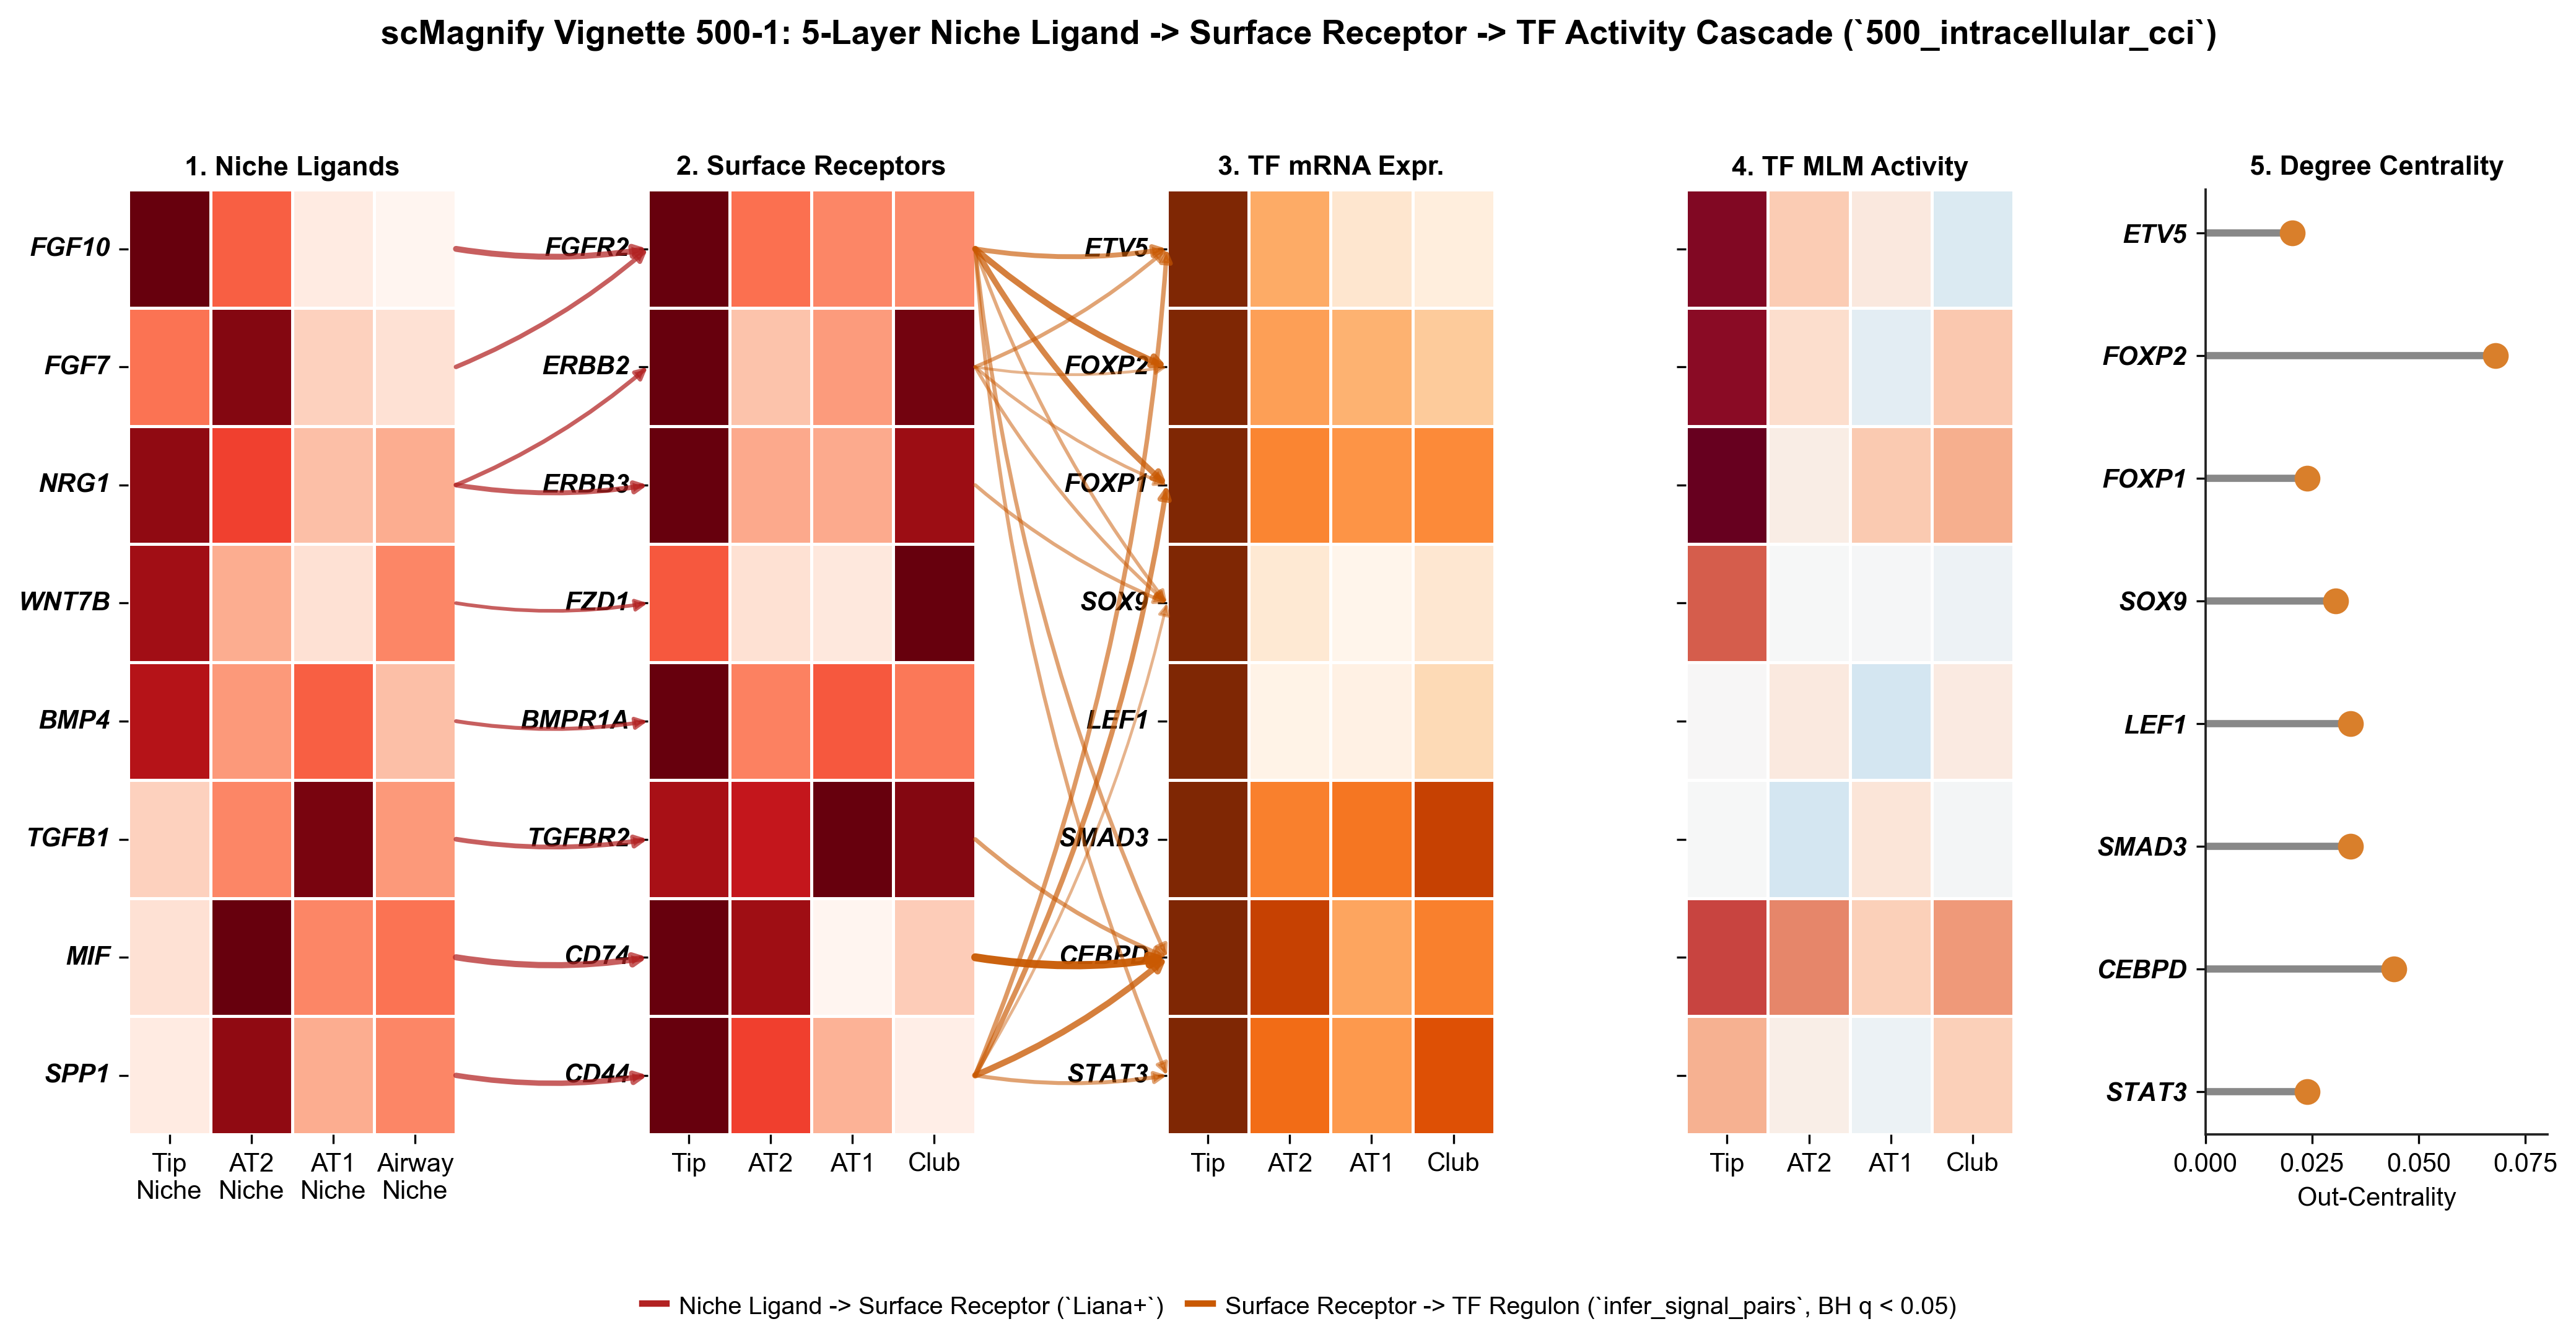 scMagnify Vignette 500-1: 5-Layer Niche Ligand -> Surface Receptor -> TF Activity Cascade (`500_intracellular_cci`)
1. Niche Ligands
FGF10
FGF7
NRG1
WNT7B
BMP4
TGFB1
MIF
SPP1
Tip Niche
AT2 Niche
AT1 Niche
Airway Niche
2. Surface Receptors
FGFR2
ERBB2
ERBB3
FZD1
BMPR1A
TGFBR2
CD74
CD44
Tip
AT2
AT1
Club
3. TF mRNA Expr.
ETV5
FOXP2
FOXP1
SOX9
LEF1
SMAD3
CEBPD
STAT3
Tip
AT2
AT1
Club
4. TF MLM Activity
Tip
AT2
AT1
Club
5. Degree Centrality
ETV5
FOXP2
FOXP1
SOX9
LEF1
SMAD3
CEBPD
STAT3
0.000
0.025
0.050
0.075
Out-Centrality
Niche Ligand -> Surface Receptor (`Liana+`)
Surface Receptor -> TF Regulon (`infer_signal_pairs`, BH q < 0.05)